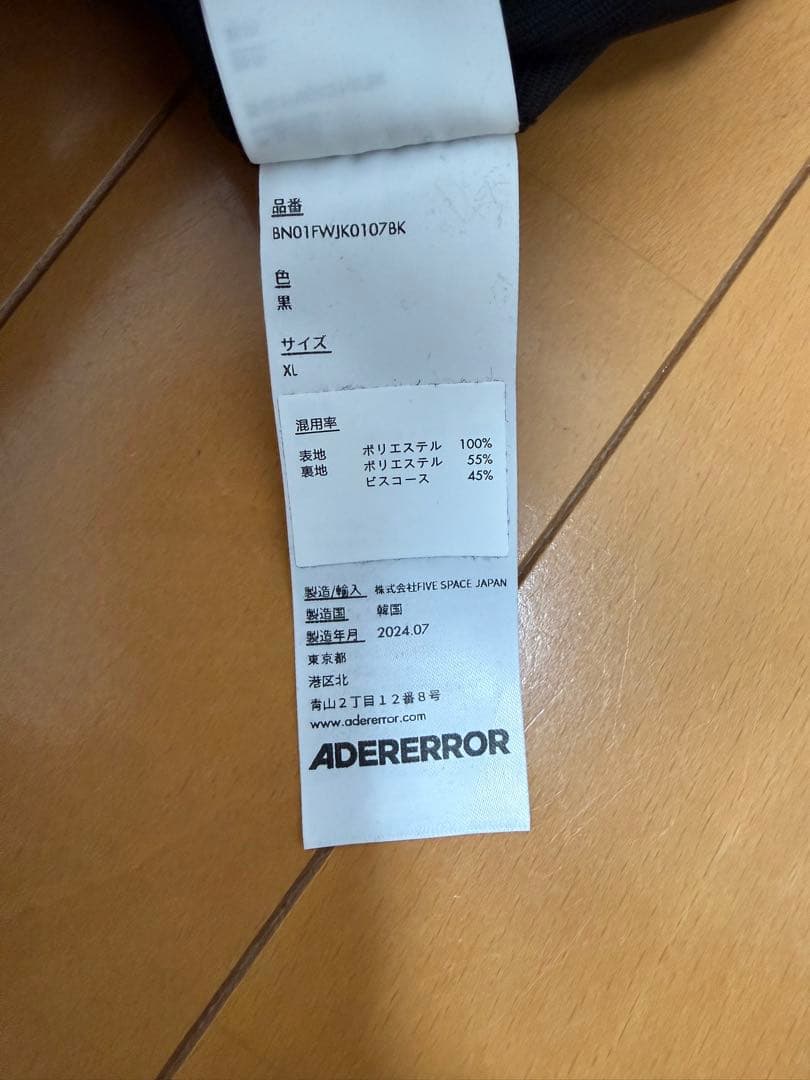 品番
BN01FWJK0107BK
色
黒
サイズ
XL
混用率
表地 ポリエステル 100%
裏地 ポリエステル 55%
ビスコース 45%
製造/輸入 株式会社FIVE SPACE JAPAN
製造国 韓国
製造年月 2024.07
東京都
港区北
青山2丁目12番8号
www.adererror.com
ADERERROR